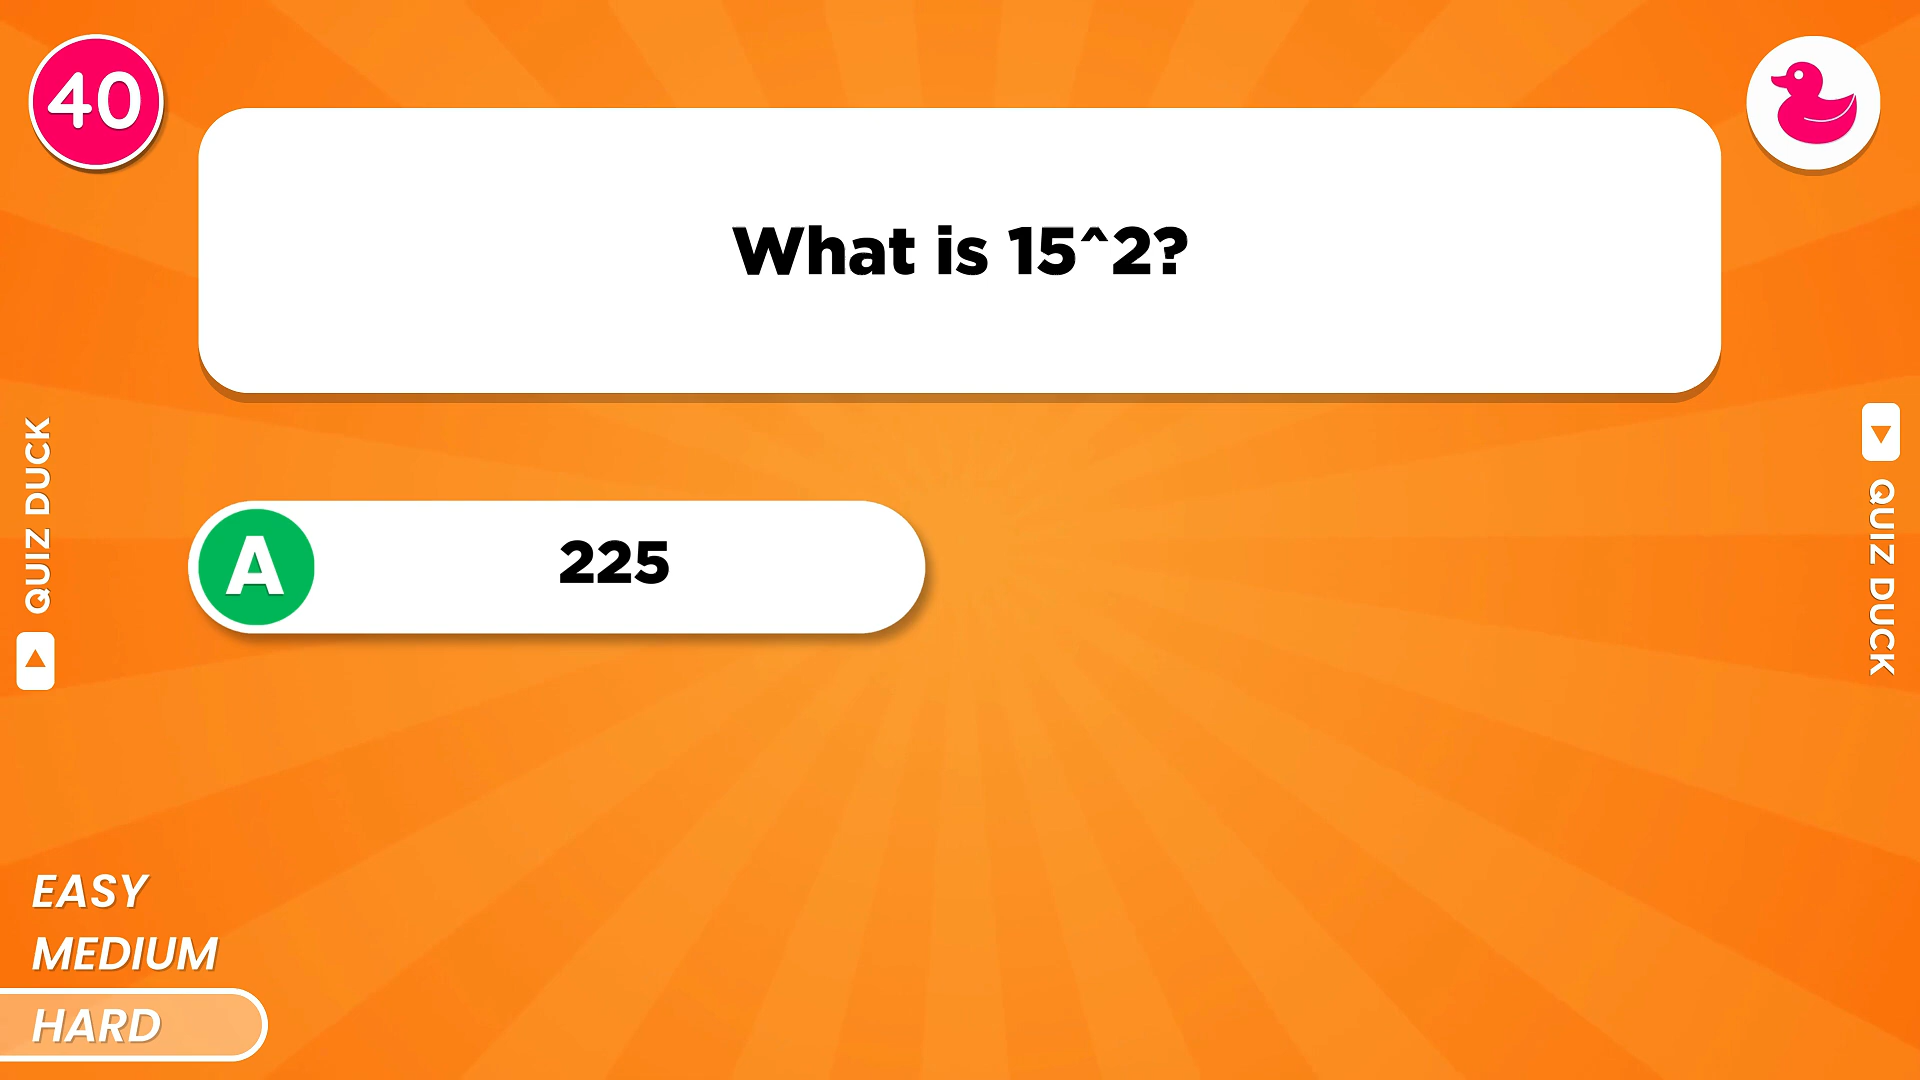 40
What is 15^2?
A 225
QUIZ DUCK
QUIZ DUCK
EASY
MEDIUM
HARD